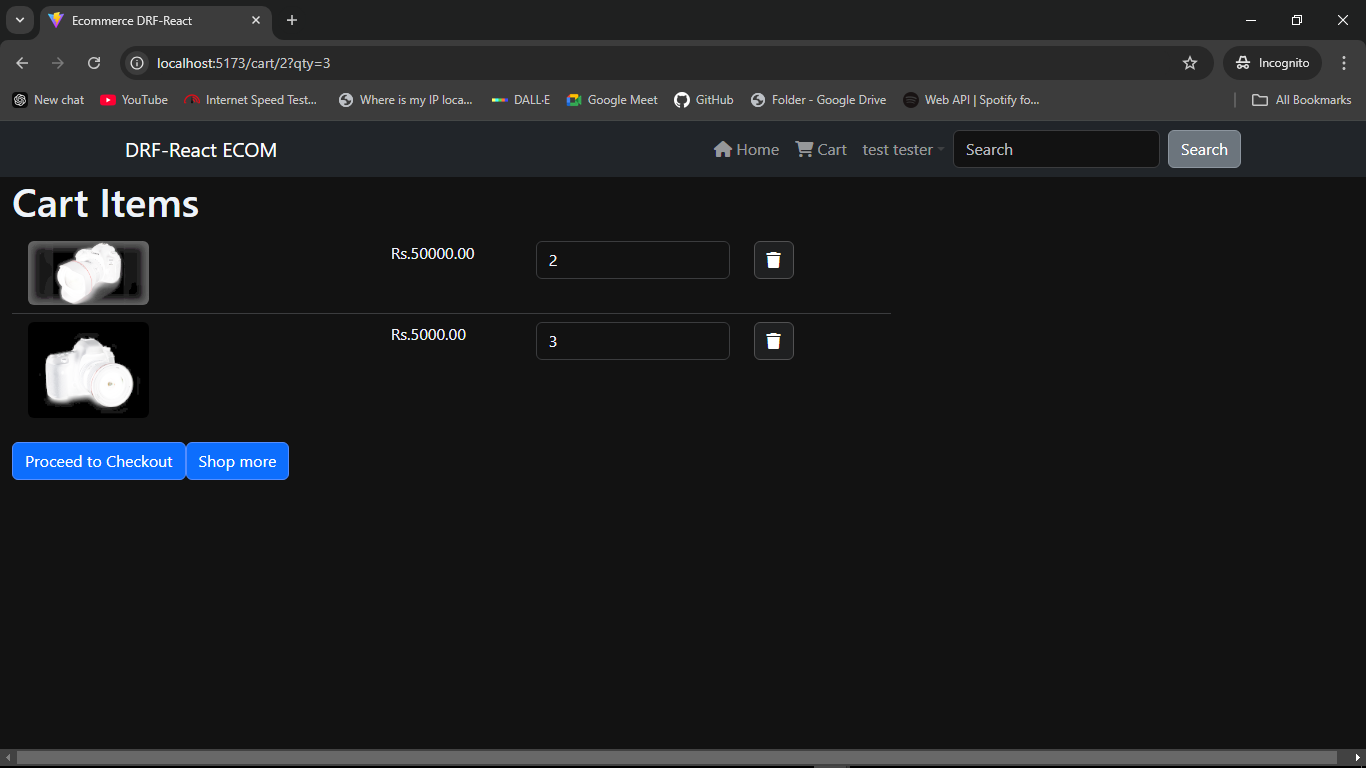 Ecommerce DRF-React
localhost:5173/cart/2?qty=3
Incognito
New chat
YouTube
Internet Speed Test...
Where is my IP loca...
DALL·E
Google Meet
GitHub
Folder - Google Drive
Web API | Spotify fo...
All Bookmarks
DRF-React ECOM
Home
Cart
test tester
Search
Search
Cart Items
Rs.50000.00
2
Rs.5000.00
3
Proceed to Checkout
Shop more